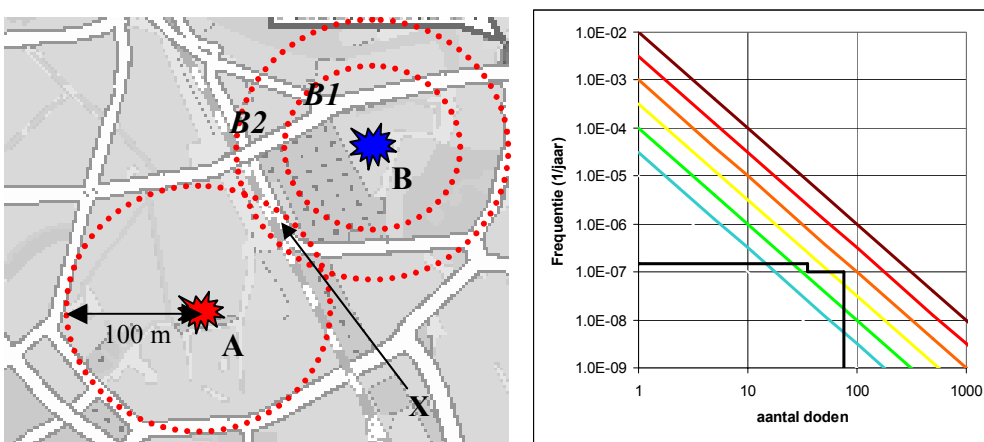 B1
B2
B
100 m
A
X
Frequentie (1/jaar)
1.0E-02
1.0E-03
1.0E-04
1.0E-05
1.0E-06
1.0E-07
1.0E-08
1.0E-09
1 10 100 1000
aantal doden